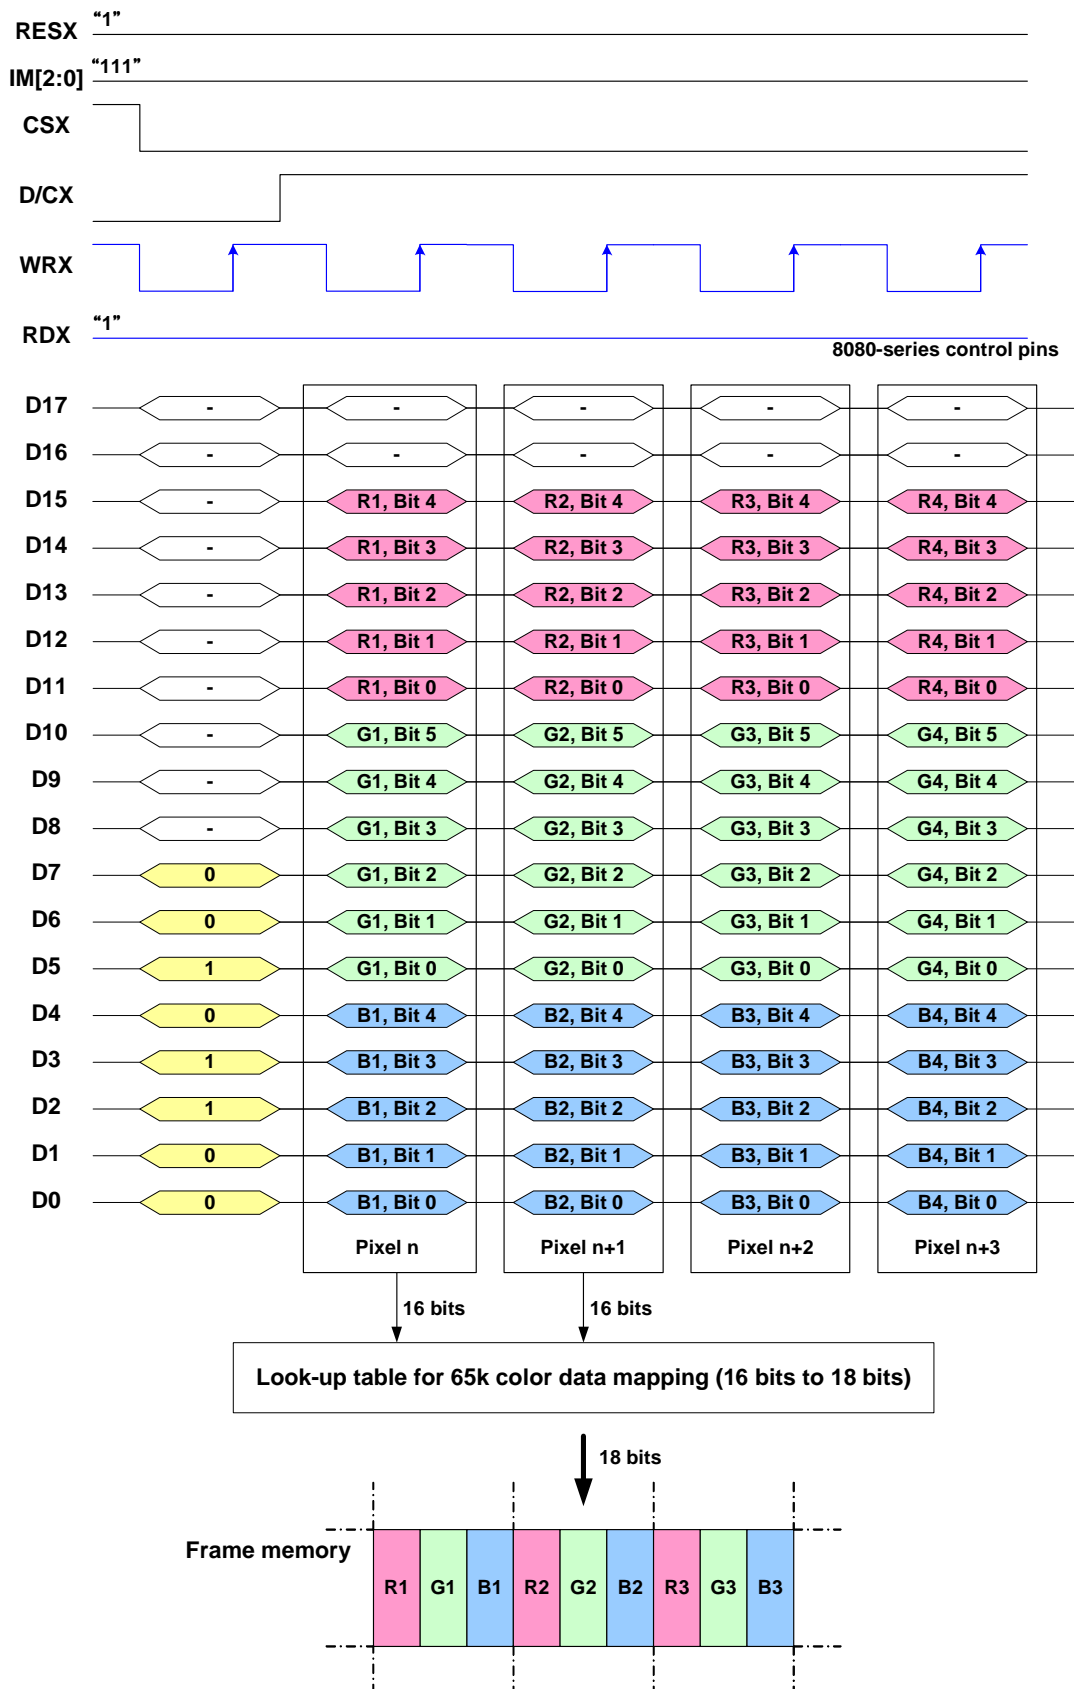 RESX "1"
IM[2:0] "111"
CSX
D/CX
WRX
RDX "1"
8080-series control pins
D17 - - - - -
D16 - - - - -
D15 - R1, Bit 4 R2, Bit 4 R3, Bit 4 R4, Bit 4
D14 - R1, Bit 3 R2, Bit 3 R3, Bit 3 R4, Bit 3
D13 - R1, Bit 2 R2, Bit 2 R3, Bit 2 R4, Bit 2
D12 - R1, Bit 1 R2, Bit 1 R3, Bit 1 R4, Bit 1
D11 - R1, Bit 0 R2, Bit 0 R3, Bit 0 R4, Bit 0
D10 - G1, Bit 5 G2, Bit 5 G3, Bit 5 G4, Bit 5
D9 - G1, Bit 4 G2, Bit 4 G3, Bit 4 G4, Bit 4
D8 - G1, Bit 3 G2, Bit 3 G3, Bit 3 G4, Bit 3
D7 0 G1, Bit 2 G2, Bit 2 G3, Bit 2 G4, Bit 2
D6 0 G1, Bit 1 G2, Bit 1 G3, Bit 1 G4, Bit 1
D5 1 G1, Bit 0 G2, Bit 0 G3, Bit 0 G4, Bit 0
D4 0 B1, Bit 4 B2, Bit 4 B3, Bit 4 B4, Bit 4
D3 1 B1, Bit 3 B2, Bit 3 B3, Bit 3 B4, Bit 3
D2 1 B1, Bit 2 B2, Bit 2 B3, Bit 2 B4, Bit 2
D1 0 B1, Bit 1 B2, Bit 1 B3, Bit 1 B4, Bit 1
D0 0 B1, Bit 0 B2, Bit 0 B3, Bit 0 B4, Bit 0
Pixel n Pixel n+1 Pixel n+2 Pixel n+3
16 bits 16 bits
Look-up table for 65k color data mapping (16 bits to 18 bits)
18 bits
Frame memory
R1 G1 B1 R2 G2 B2 R3 G3 B3